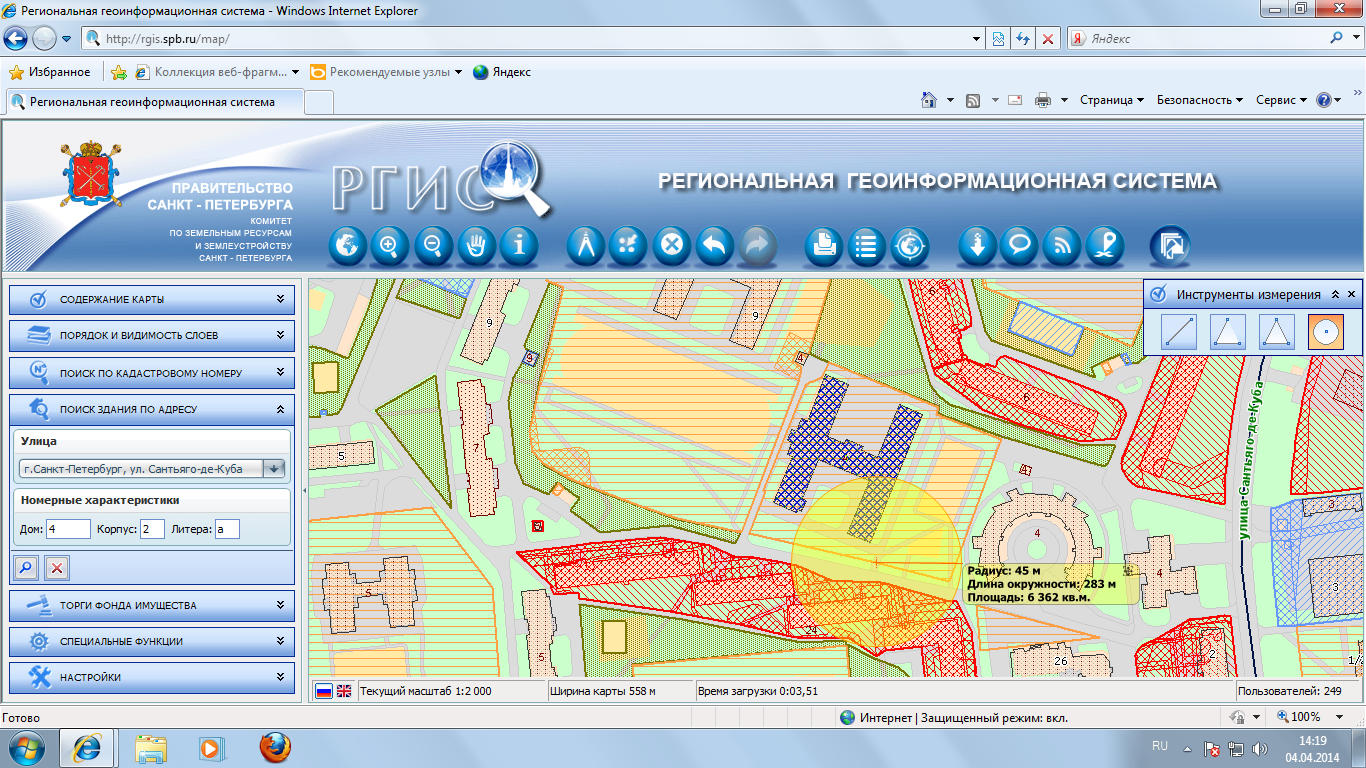 Региональная геоинформационная система - Windows Internet Explorer
http://rgis.spb.ru/map/
Яндекс
Избранное
Коллекция веб-фрагм...
Рекомендуемые узлы
Яндекс
Региональная геоинформационная система
Страница
Безопасность
Сервис
ПРАВИТЕЛЬСТВО
САНКТ - ПЕТЕРБУРГА
КОМИТЕТ
ПО ЗЕМЕЛЬНЫМ РЕСУРСАМ
И ЗЕМЛЕУСТРОЙСТВУ
САНКТ - ПЕТЕРБУРГА
РГИС
РЕГИОНАЛЬНАЯ ГЕОИНФОРМАЦИОННАЯ СИСТЕМА
СОДЕРЖАНИЕ КАРТЫ
ПОРЯДОК И ВИДИМОСТЬ СЛОЕВ
ПОИСК ПО КАДАСТРОВОМУ НОМЕРУ
ПОИСК ЗДАНИЯ ПО АДРЕСУ
Улица
г.Санкт-Петербург, ул. Сантьяго-де-Куба
Номерные характеристики
Дом: 4 Корпус: 2 Литера: а
ТОРГИ ФОНДА ИМУЩЕСТВА
СПЕЦИАЛЬНЫЕ ФУНКЦИИ
НАСТРОЙКИ
Инструменты измерения
9
9
9
4
6
5
7
4
4
3
3
5
5
26
2
1/2
улица-Сантьяго-де-Куба
Радиус: 45 м
Длина окружности: 283 м
Площадь: 6 362 кв.м.
Текущий масштаб 1:2 000
Ширина карты 558 м
Время загрузки 0:03,51
Пользователей: 249
Готово
Интернет | Защищенный режим: вкл.
100%
RU
14:19
04.04.2014